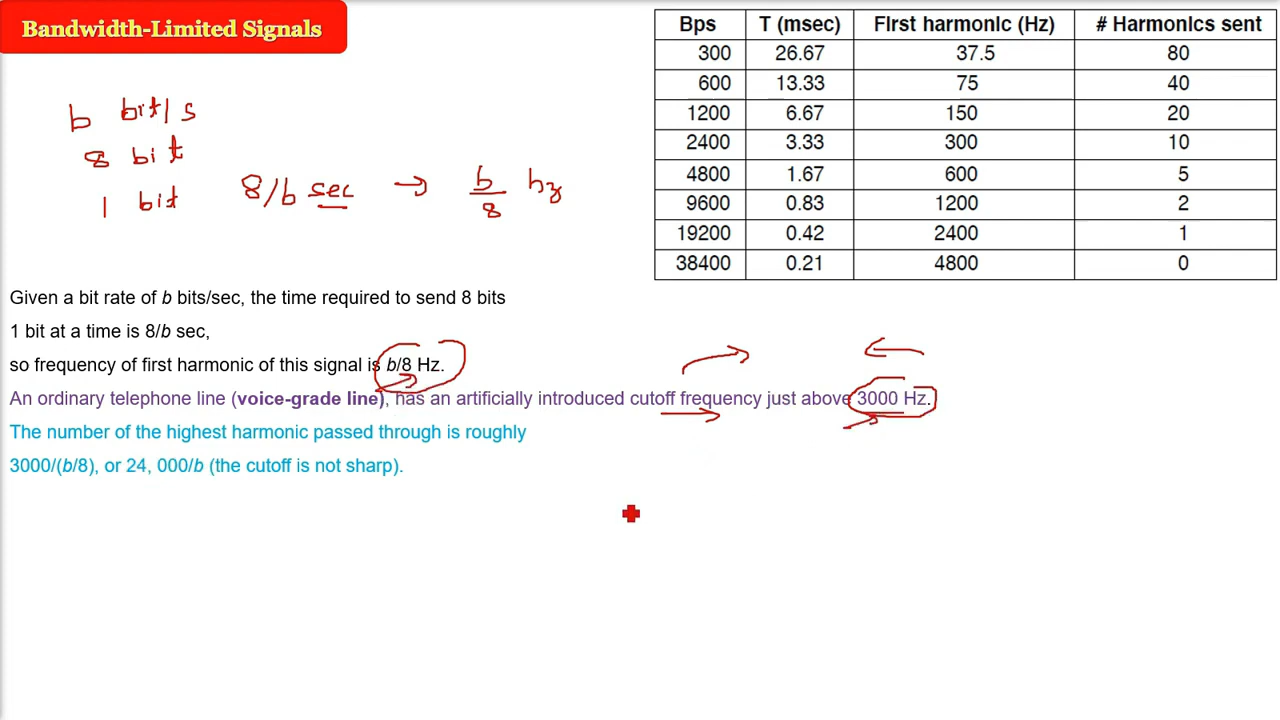 Bandwidth-Limited Signals
Bps T (msec) First harmonic (Hz) # Harmonics sent
300 26.67 37.5 80
600 13.33 75 40
1200 6.67 150 20
2400 3.33 300 10
4800 1.67 600 5
9600 0.83 1200 2
19200 0.42 2400 1
38400 0.21 4800 0
b bit/s
8 bit
1 bit 8/b sec → b/8 hz
Given a bit rate of b bits/sec, the time required to send 8 bits
1 bit at a time is 8/b sec,
so frequency of first harmonic of this signal is b/8 Hz.
An ordinary telephone line (voice-grade line), has an artificially introduced cutoff frequency just above 3000 Hz.
The number of the highest harmonic passed through is roughly
3000/(b/8), or 24, 000/b (the cutoff is not sharp).